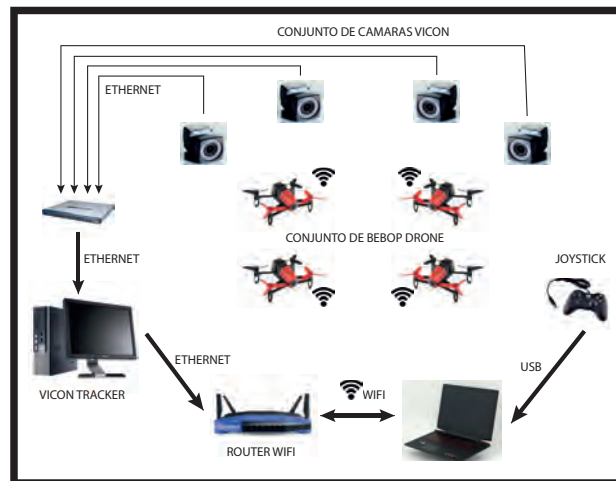 CONJUNTO DE CAMARAS VICON
ETHERNET
CONJUNTO DE BEBOP DRONE
ETHERNET
JOYSTICK
ETHERNET
USB
WIFI
VICON TRACKER
ROUTER WIFI